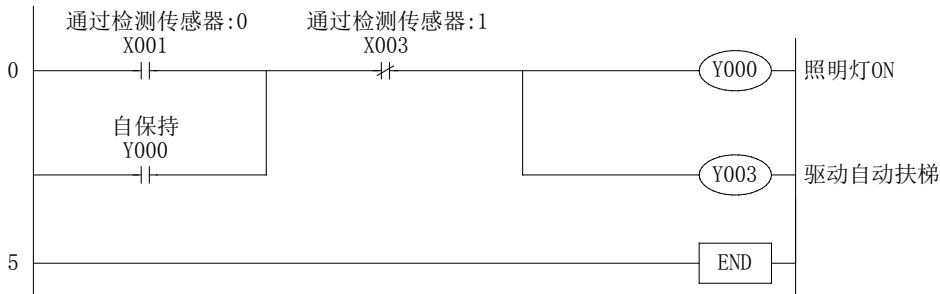 通过检测传感器:0 通过检测传感器:1
X001 X003
0 Y000 照明灯ON
自保持
Y000
Y003 驱动自动扶梯
5 END